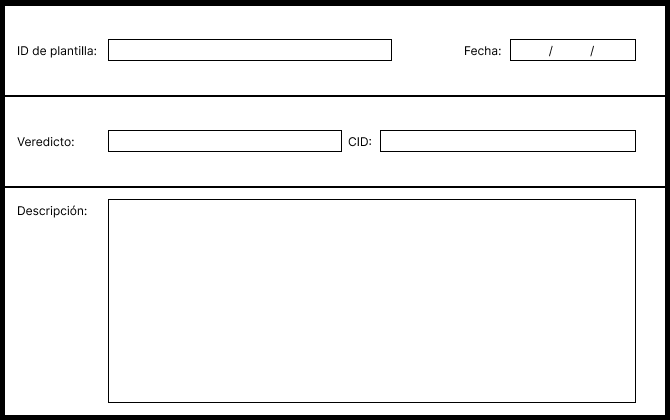 ID de plantilla: Fecha: / /
Veredicto: CID:
Descripción: